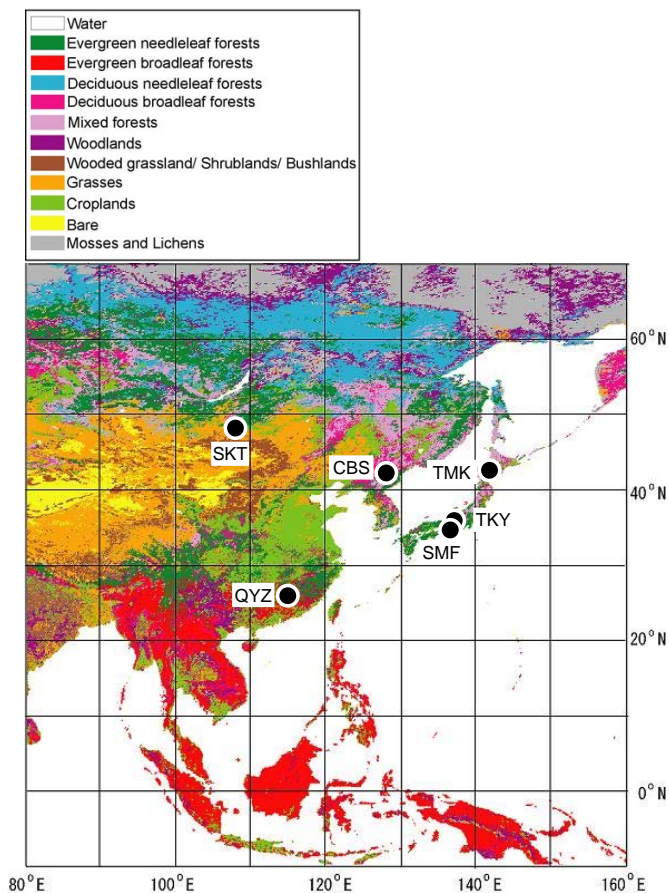 Water
Evergreen needleleaf forests
Evergreen broadleaf forests
Deciduous needleleaf forests
Deciduous broadleaf forests
Mixed forests
Woodlands
Wooded grassland/ Shrublands/ Bushlands
Grasses
Croplands
Bare
Mosses and Lichens
60°N
SKT
CBS
TMK
40°N
TKY
SMF
QYZ
20°N
0°N
80°E 100°E 120°E 140°E 160°E